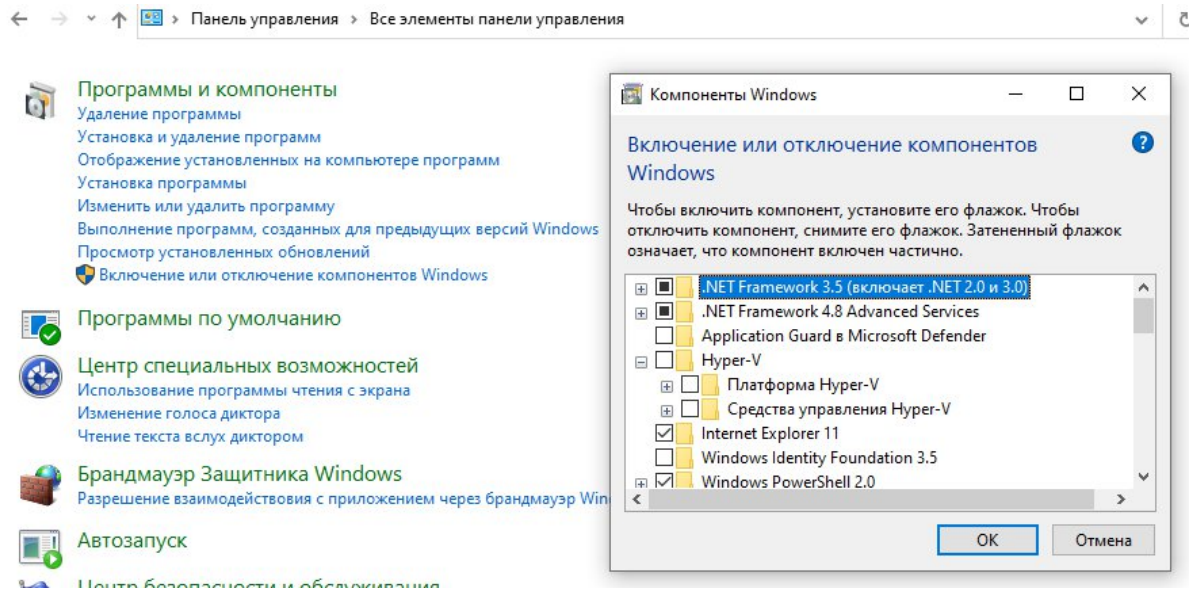 Панель управления > Все элементы панели управления
Программы и компоненты
Удаление программы
Установка и удаление программ
Отображение установленных на компьютере программ
Установка программы
Изменить или удалить программу
Выполнение программ, созданных для предыдущих версий Windows
Просмотр установленных обновлений
Включение или отключение компонентов Windows
Программы по умолчанию
Центр специальных возможностей
Использование программы чтения с экрана
Изменение голоса диктора
Чтение текста вслух диктором
Брандмауэр Защитника Windows
Разрешение взаимодействовия с приложением через брандмауэр Win
Автозапуск
Центр безопасности и обслуживания
Компоненты Windows
Включение или отключение компонентов
Windows
Чтобы включить компонент, установите его флажок. Чтобы
отключить компонент, снимите его флажок. Затененный флажок
означает, что компонент включен частично.
.NET Framework 3.5 (включает .NET 2.0 и 3.0)
.NET Framework 4.8 Advanced Services
Application Guard в Microsoft Defender
Hyper-V
Платформа Hyper-V
Средства управления Hyper-V
Internet Explorer 11
Windows Identity Foundation 3.5
Windows PowerShell 2.0
ОК
Отмена